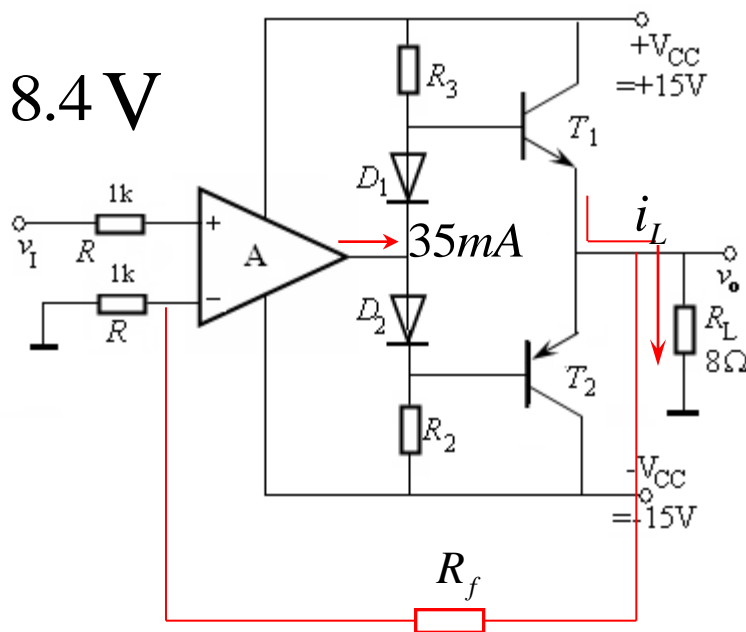 8.4 V
R3
+VCC
=+15V
T1
D1
1k
+
vI
R
A
35mA
iL
vo
1k
−
R
D2
RL
8Ω
T2
R2
-VCC
=-15V
Rf